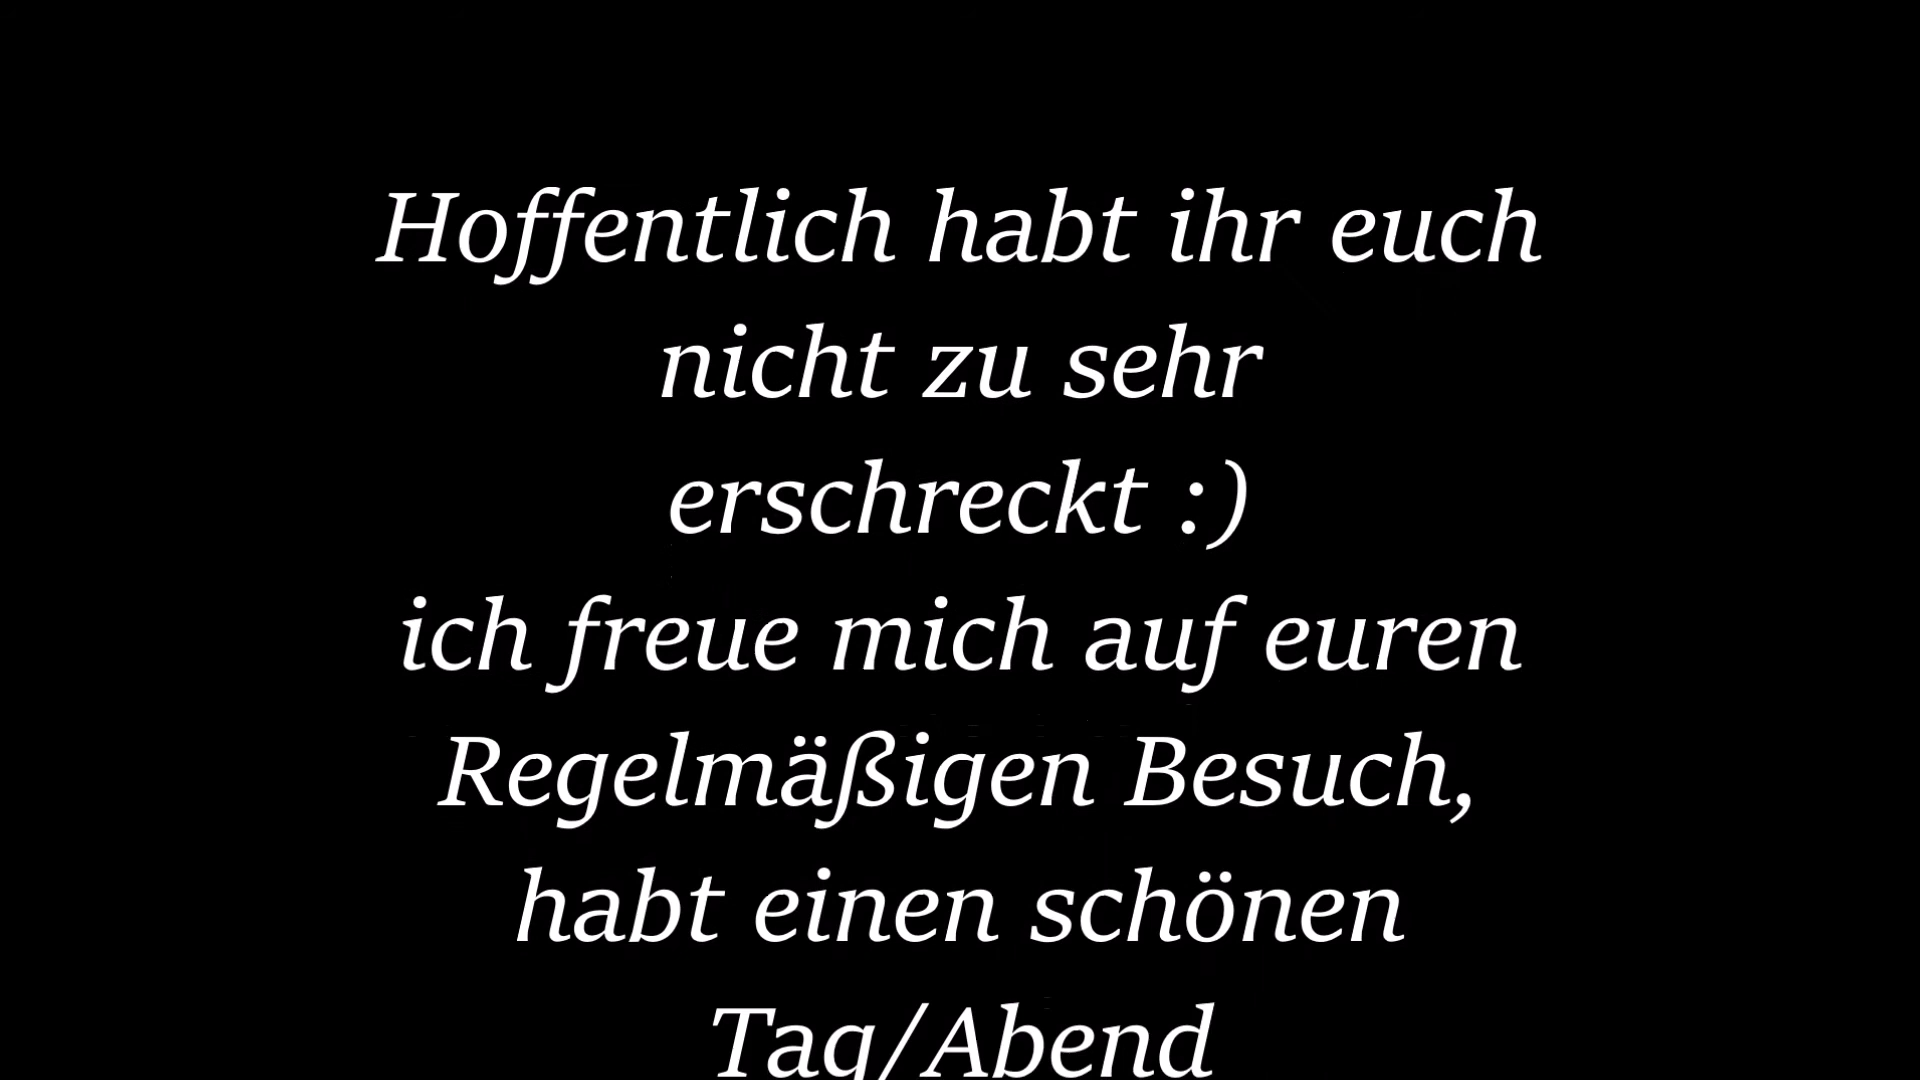 Hoffentlich habt ihr euch
nicht zu sehr
erschreckt :)
ich freue mich auf euren
Regelmäßigen Besuch,
habt einen schönen
Tag/Abend